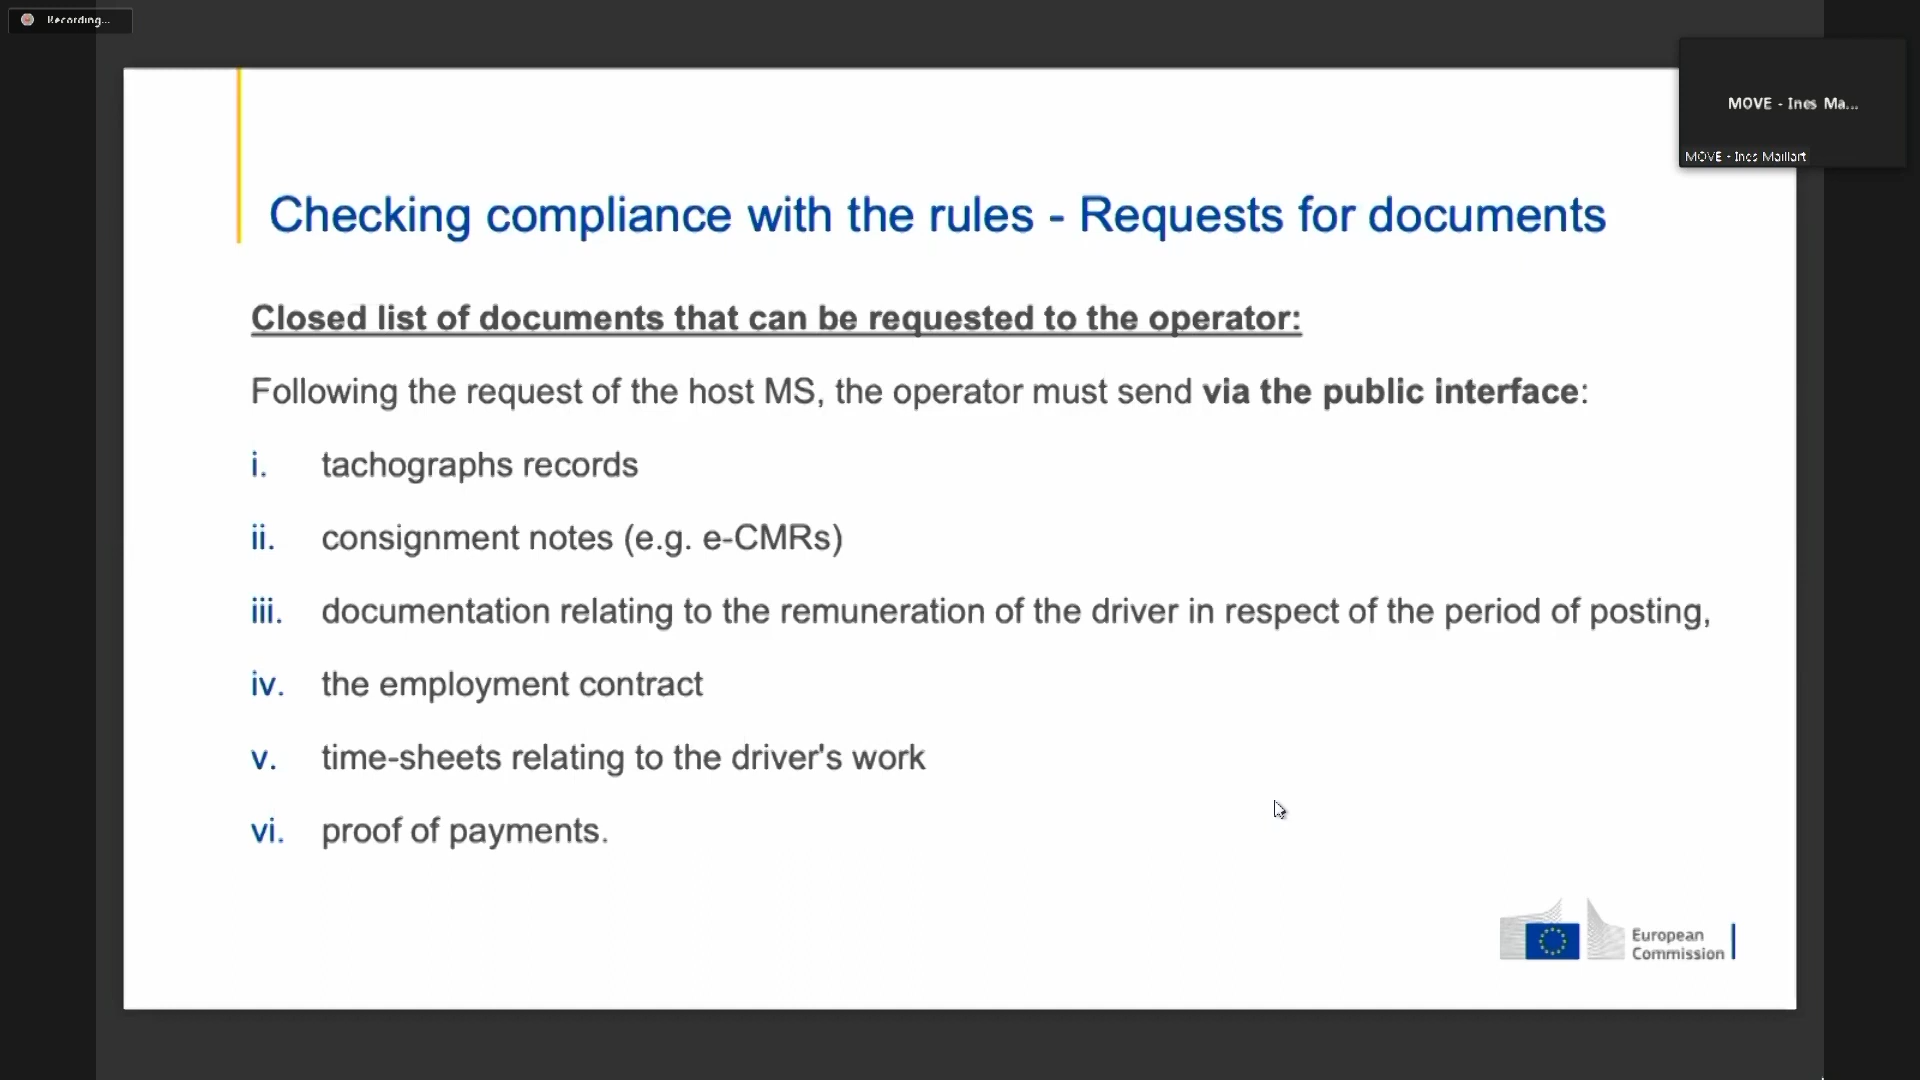 Recording...
MOVE - Ines Ma...
MOVE - Ines Maillart
Checking compliance with the rules - Requests for documents
Closed list of documents that can be requested to the operator:
Following the request of the host MS, the operator must send via the public interface:
i. tachographs records
ii. consignment notes (e.g. e-CMRs)
iii. documentation relating to the remuneration of the driver in respect of the period of posting,
iv. the employment contract
v. time-sheets relating to the driver's work
vi. proof of payments.
European
Commission